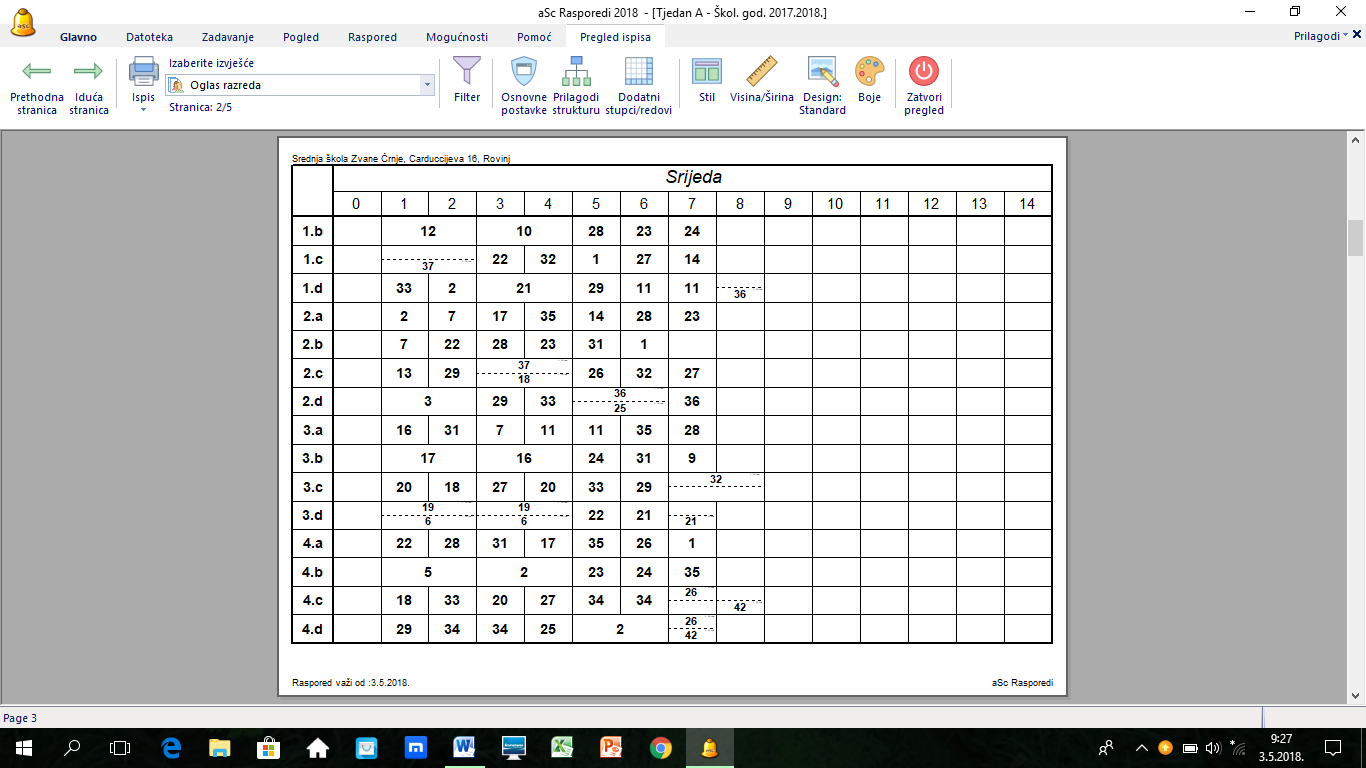 aSc Rasporedi 2018 - [Tjedan A - Škol. god. 2017.2018.]
Glavno Datoteka Zadavanje Pogled Raspored Mogućnosti Pomoć Pregled ispisa Prilagodi
Prethodna stranica Iduća stranica Ispis Izaberite izvješće Filter Osnovne postavke Prilagodi strukturu Dodatni stupci/redovi Stil Visina/Širina Design: Standard Boje Zatvori pregled
Oglas razreda
Stranica: 2/5
Srednja škola Zvane Črnje, Carduccijeva 16, Rovinj
Srijeda
0 1 2 3 4 5 6 7 8 9 10 11 12 13 14
1.b 12 10 28 23 24
1.c 37 22 32 1 27 14
1.d 33 2 21 29 11 11 36
2.a 2 7 17 35 14 28 23
2.b 7 22 28 23 31 1
2.c 13 29 37 18 26 32 27
2.d 3 29 33 36 25 36
3.a 16 31 7 11 11 35 28
3.b 17 16 24 31 9
3.c 20 18 27 20 33 29 32
3.d 19 6 19 6 22 21 21
4.a 22 28 31 17 35 26 1
4.b 5 2 23 24 35
4.c 18 33 20 27 34 34 26 42
4.d 29 34 34 25 2 26 42
Raspored važi od :3.5.2018. aSc Rasporedi
Page 3
9:27
3.5.2018.